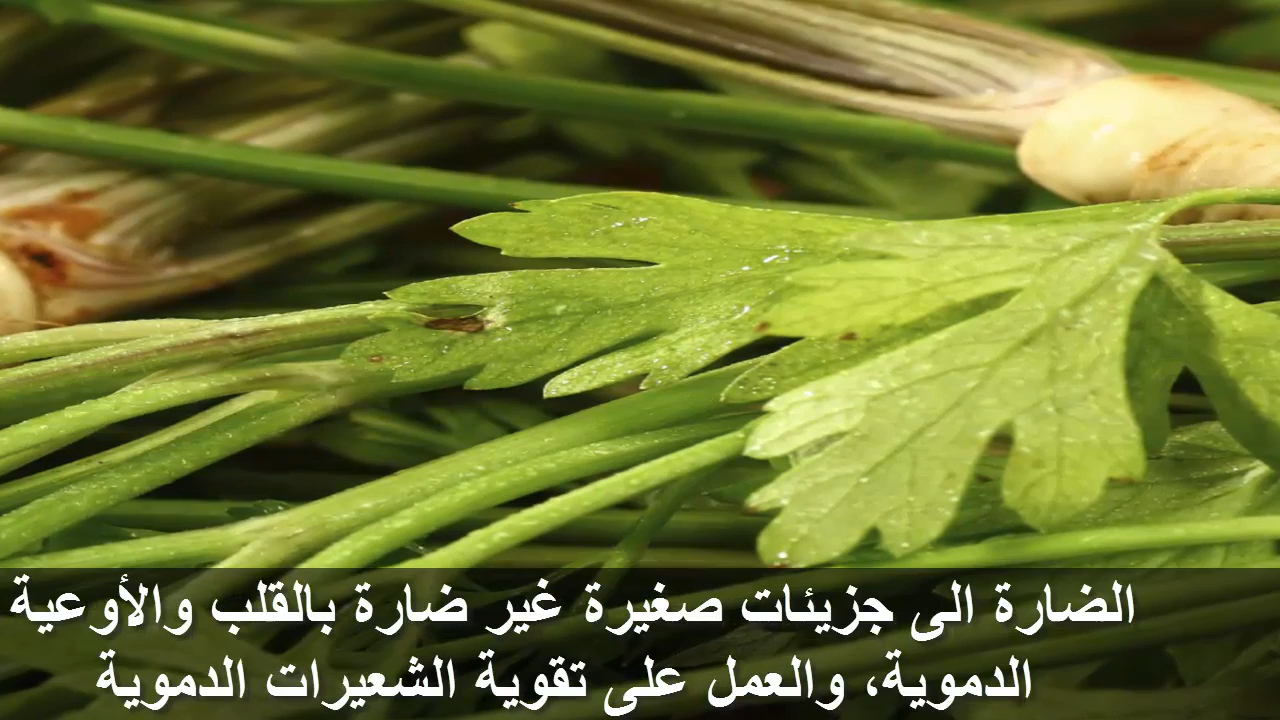 الضارة الى جزيئات صغيرة غير ضارة بالقلب والأوعية
الدموية، والعمل على تقوية الشعيرات الدموية